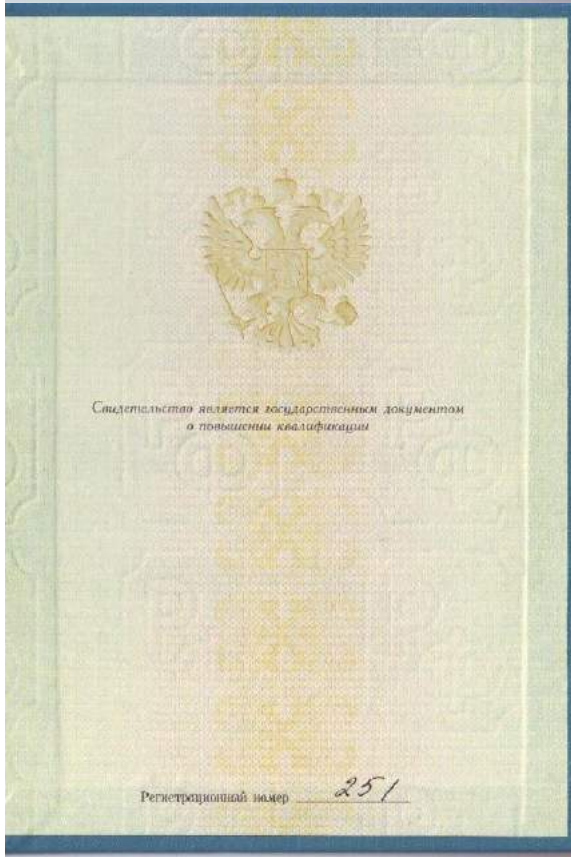 Свидетельство является государственным документом
о повышении квалификации
Регистрационный номер 251